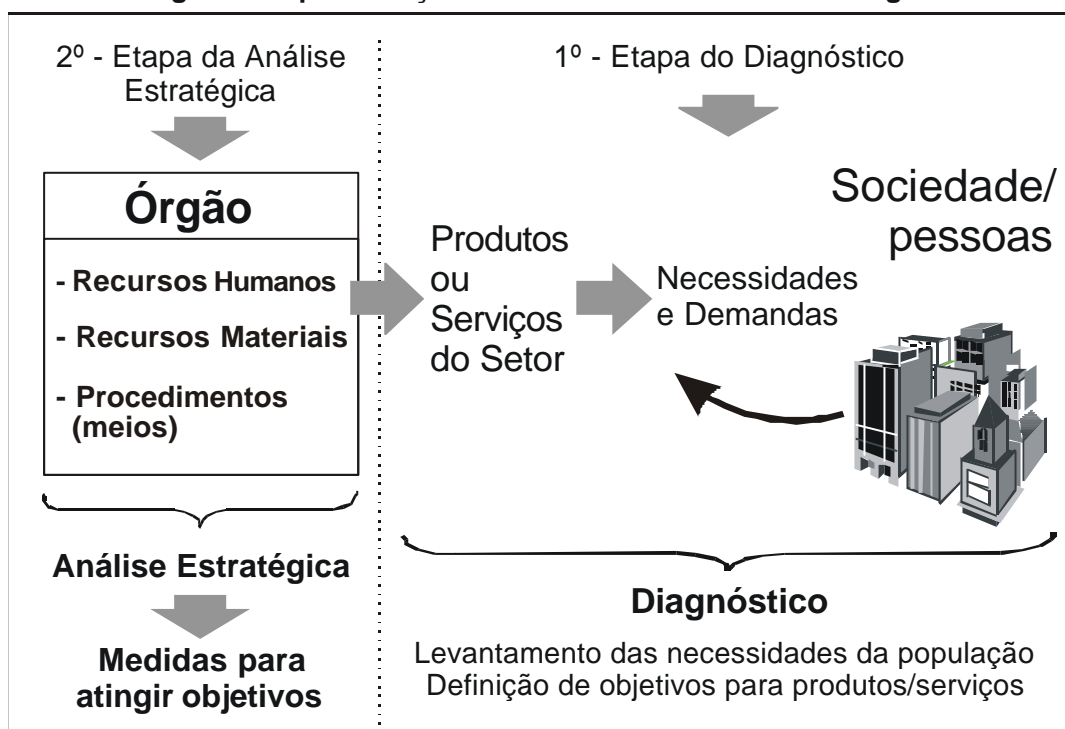 2º - Etapa da Análise
Estratégica
Órgão
- Recursos Humanos
- Recursos Materiais
- Procedimentos
(meios)
Análise Estratégica
Medidas para
atingir objetivos
1º - Etapa do Diagnóstico
Sociedade/
pessoas
Produtos
ou
Serviços
do Setor
Necessidades
e Demandas
Diagnóstico
Levantamento das necessidades da população
Definição de objetivos para produtos/serviços